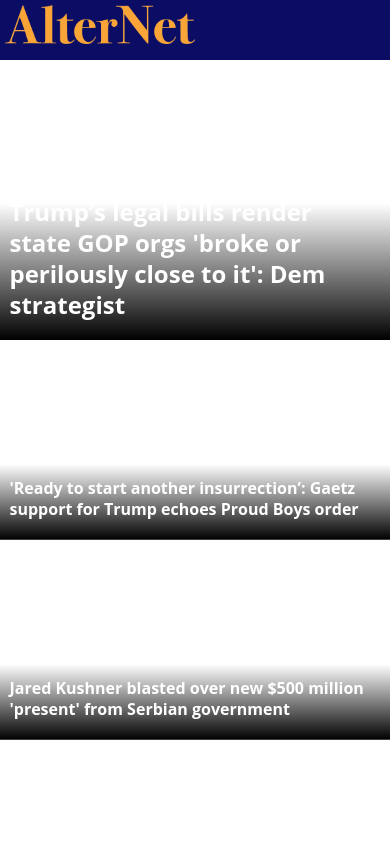 AlterNet
Trump's legal bills render
state GOP orgs 'broke or
perilously close to it': Dem
strategist
'Ready to start another insurrection’: Gaetz
support for Trump echoes Proud Boys order
Jared Kushner blasted over new $500 million
'present' from Serbian government